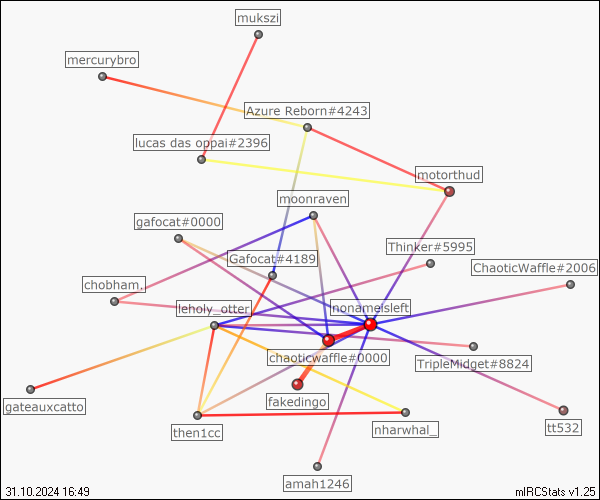 mukszi
mercurybro
Azure Reborn#4243
lucas das oppai#2396
motorthud
moonraven
gafocat#0000
Thinker#5995
Gafocat#4189
ChaoticWaffle#2006
chobham.
leholy_otter
nonameisleft
chaoticwaffle#0000
TripleMidget#8824
fakedingo
gateauxcatto
then1cc
nharwhal_
tt532
amah1246
31.10.2024 16:49
mIRCStats v1.25